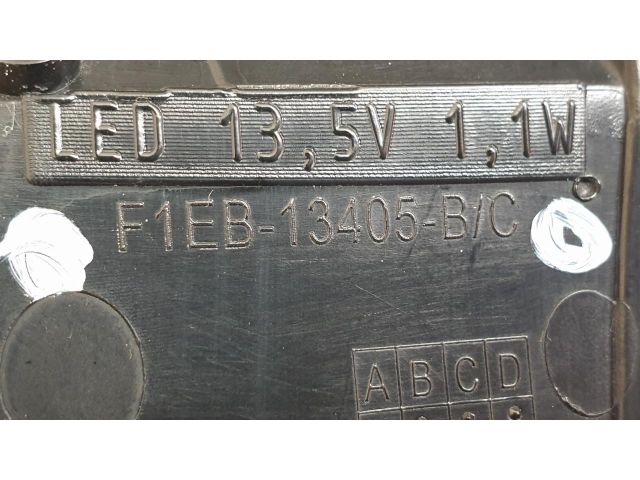 LED 13,5V 1,1W
F1EB-13405-B/C
A B C D